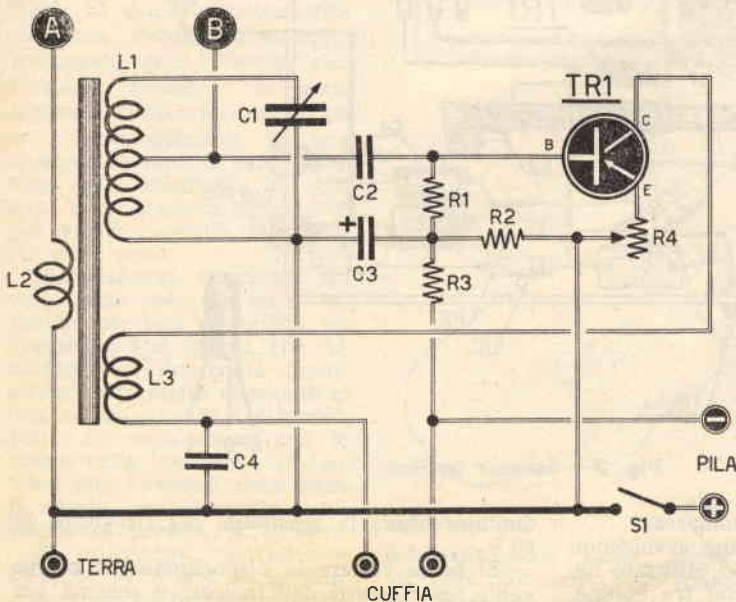 A
B
L1
C1
TR1
C
B
E
C2
R1
R2
R4
+
C3
R3
L2
L3
C4
-
PILA
+
S1
TERRA
CUFFIA